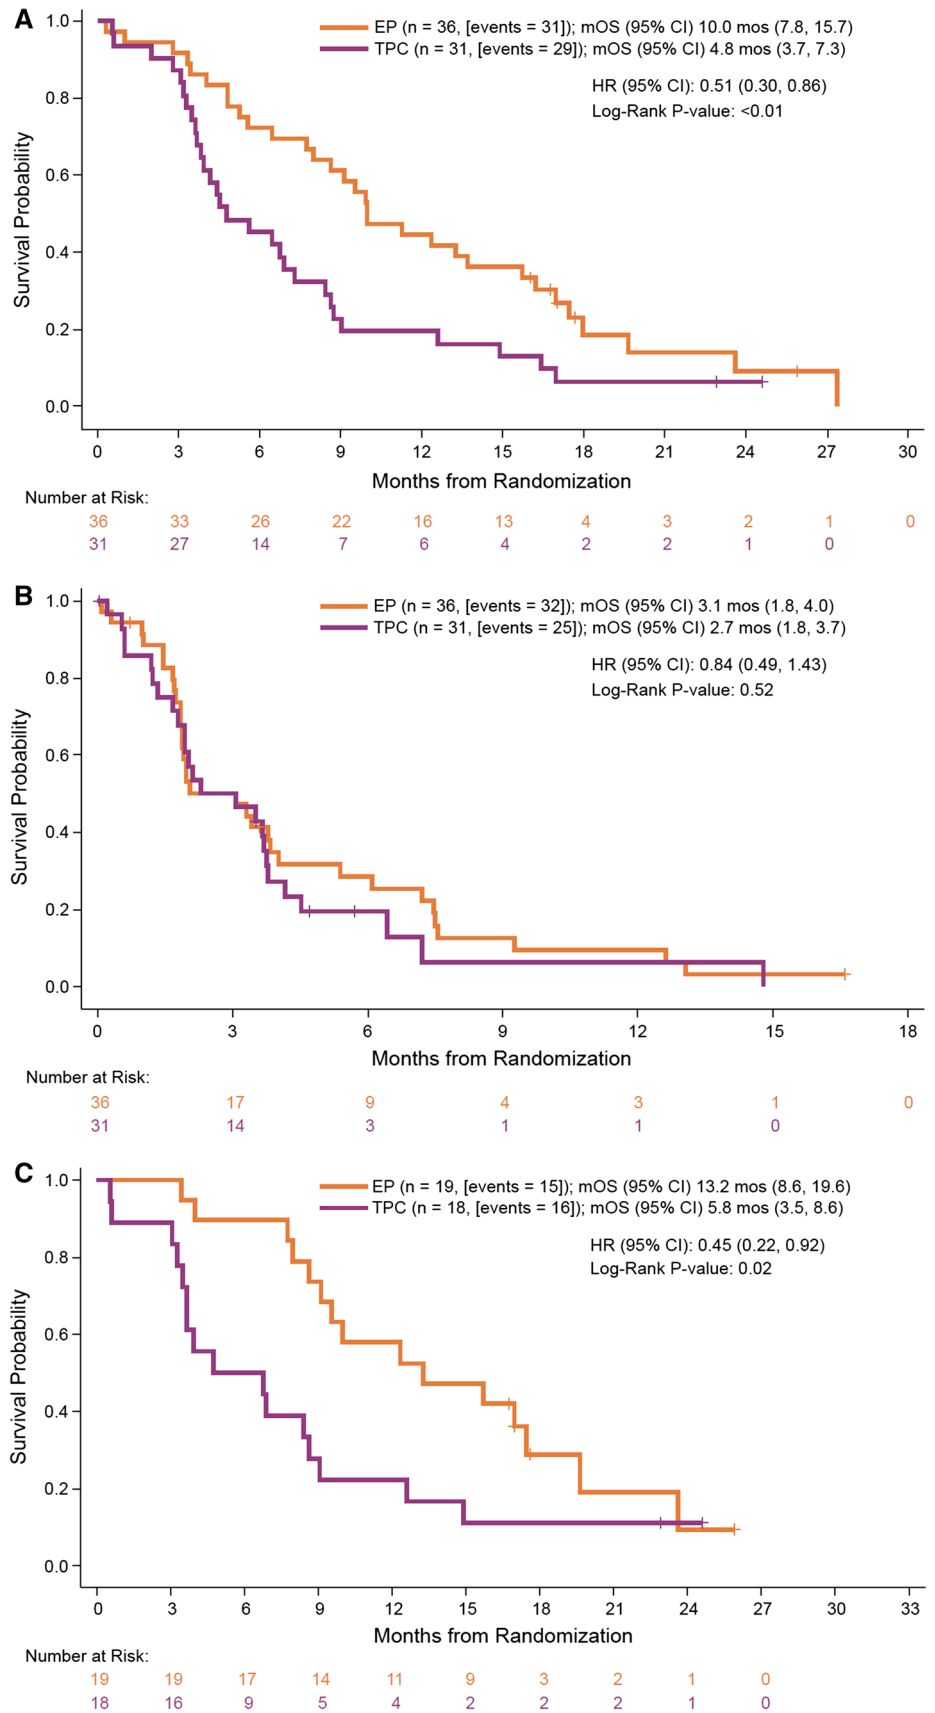 A
EP (n = 36, [events = 31]); mOS (95% CI) 10.0 mos (7.8, 15.7)
TPC (n = 31, [events = 29]); mOS (95% CI) 4.8 mos (3.7, 7.3)
HR (95% CI): 0.51 (0.30, 0.86)
Log-Rank P-value: <0.01
Survival Probability
1.0
0.8
0.6
0.4
0.2
0.0
0 3 6 9 12 15 18 21 24 27 30
Months from Randomization
Number at Risk:
36 33 26 22 16 13 4 3 2 1 0
31 27 14 7 6 4 2 2 1 0
B
EP (n = 36, [events = 32]); mOS (95% CI) 3.1 mos (1.8, 4.0)
TPC (n = 31, [events = 25]); mOS (95% CI) 2.7 mos (1.8, 3.7)
HR (95% CI): 0.84 (0.49, 1.43)
Log-Rank P-value: 0.52
Survival Probability
1.0
0.8
0.6
0.4
0.2
0.0
0 3 6 9 12 15 18
Months from Randomization
Number at Risk:
36 17 9 4 3 1 0
31 14 3 1 1 0
C
EP (n = 19, [events = 15]); mOS (95% CI) 13.2 mos (8.6, 19.6)
TPC (n = 18, [events = 16]); mOS (95% CI) 5.8 mos (3.5, 8.6)
HR (95% CI): 0.45 (0.22, 0.92)
Log-Rank P-value: 0.02
Survival Probability
1.0
0.8
0.6
0.4
0.2
0.0
0 3 6 9 12 15 18 21 24 27 30 33
Months from Randomization
Number at Risk:
19 19 17 14 11 9 3 2 1 0
18 16 9 5 4 2 2 2 1 0